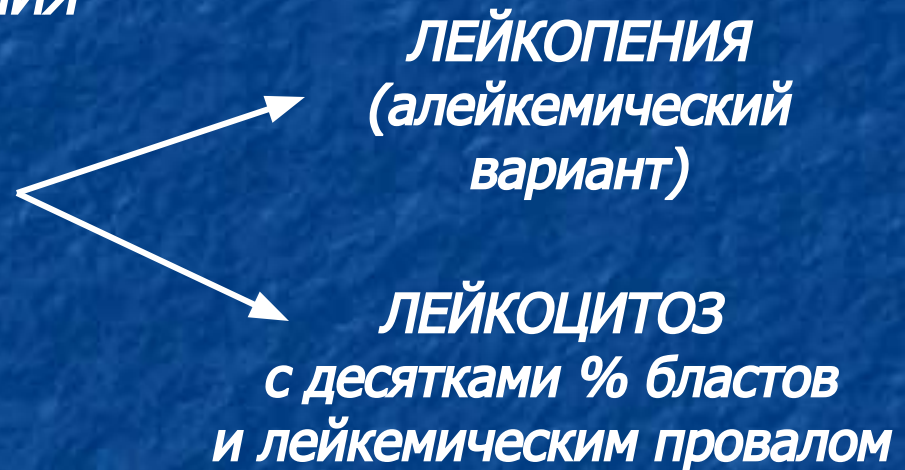 ЛЕЙКОПЕНИЯ
(алейкемический
вариант)
ЛЕЙКОЦИТОЗ
с десятками % бластов
и лейкемическим провалом